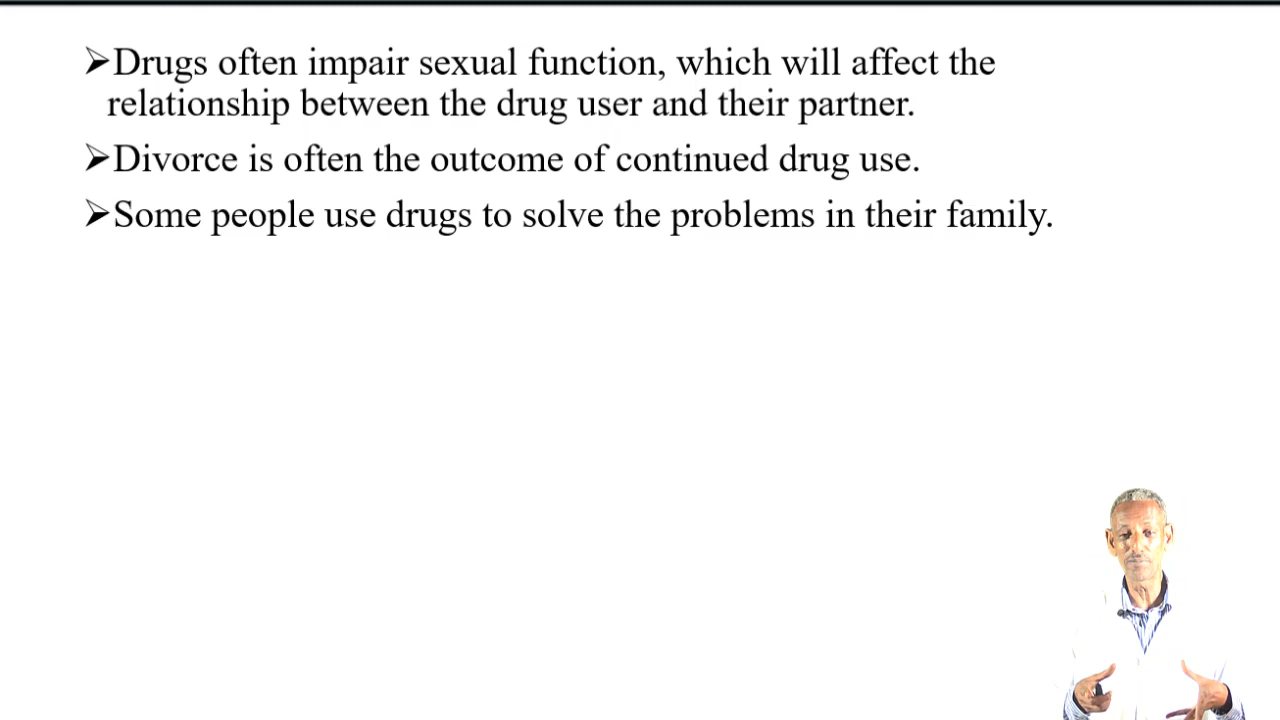 ➢Drugs often impair sexual function, which will affect the
relationship between the drug user and their partner.
➢Divorce is often the outcome of continued drug use.
➢Some people use drugs to solve the problems in their family.